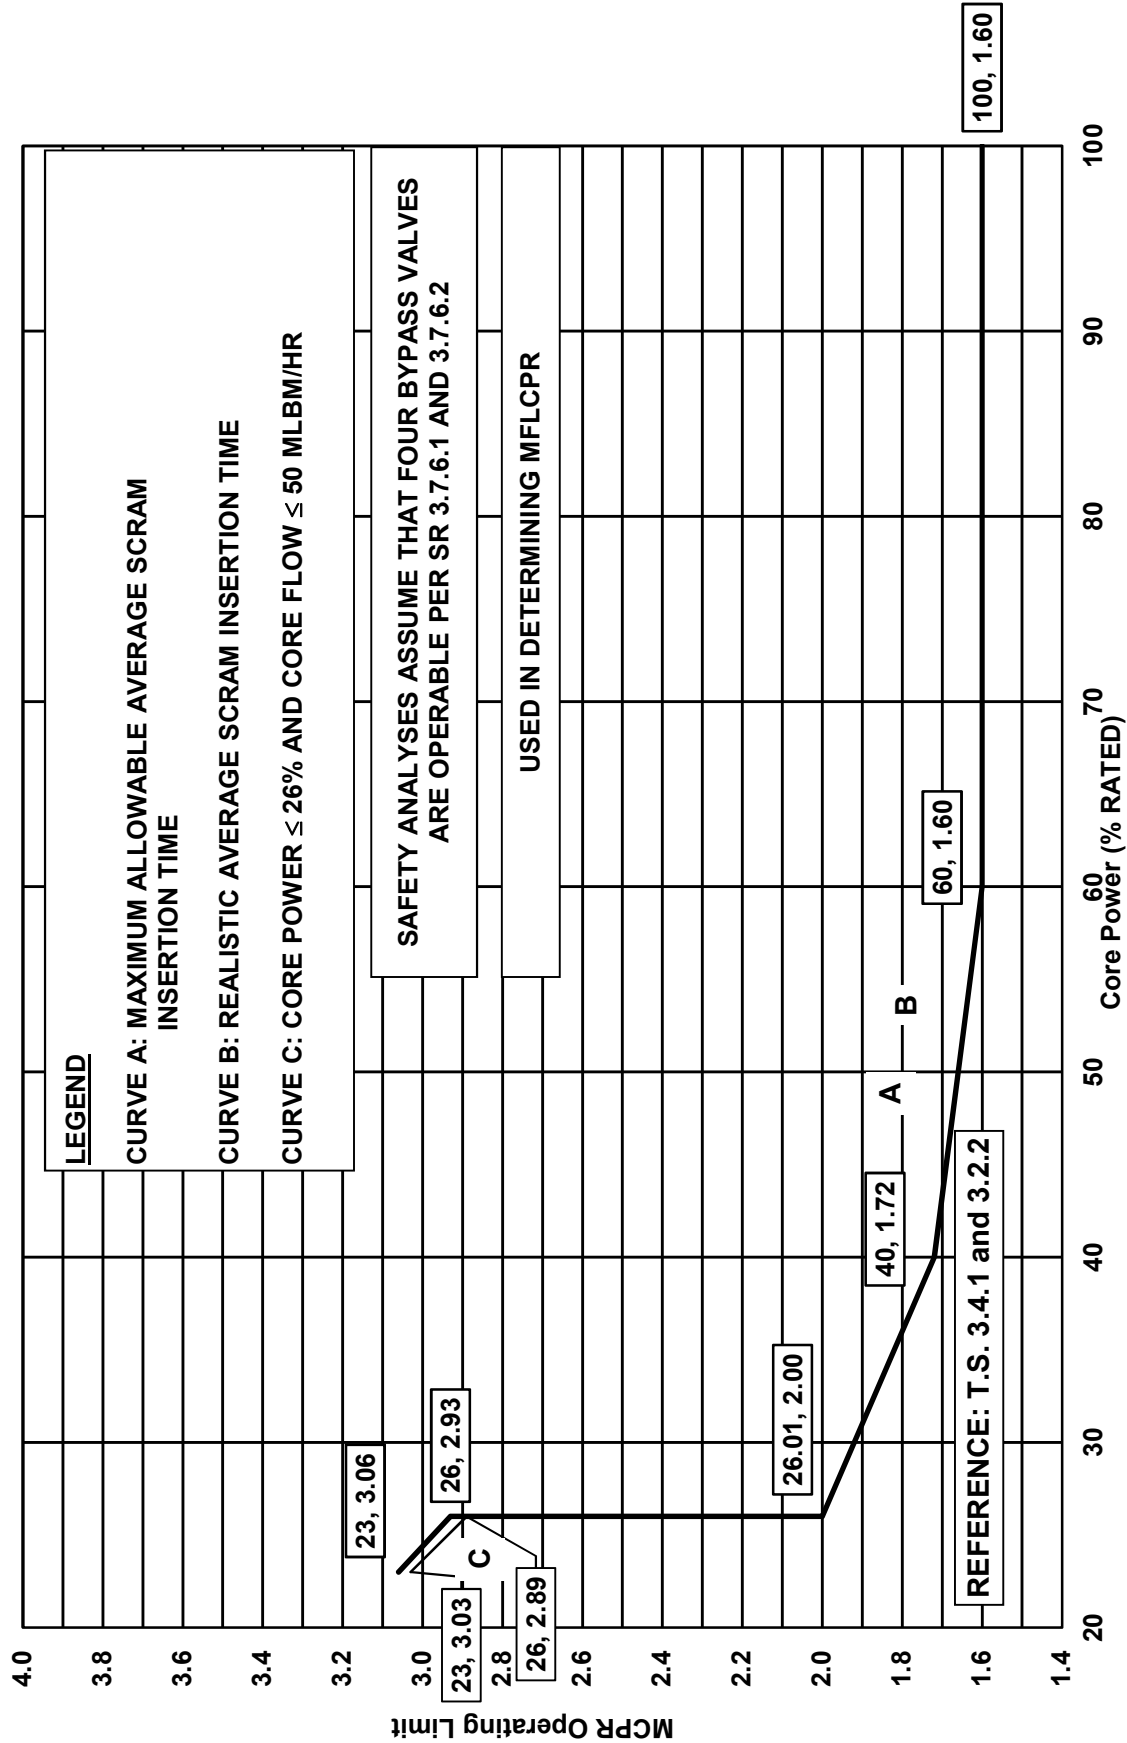 LEGEND
CURVE A: MAXIMUM ALLOWABLE AVERAGE SCRAM
INSERTION TIME
CURVE B: REALISTIC AVERAGE SCRAM INSERTION TIME
CURVE C: CORE POWER ≤ 26% AND CORE FLOW ≤ 50 MLBM/HR
SAFETY ANALYSES ASSUME THAT FOUR BYPASS VALVES
ARE OPERABLE PER SR 3.7.6.1 AND 3.7.6.2
USED IN DETERMINING MFLCPR
MCPR Operating Limit
4.0
3.8
3.6
3.4
3.2
3.0
2.8
2.6
2.4
2.2
2.0
1.8
1.6
1.4
23, 3.06
26, 2.93
23, 3.03
C
26, 2.89
26.01, 2.00
40, 1.72
A
B
60, 1.60
100, 1.60
REFERENCE: T.S. 3.4.1 and 3.2.2
20
30
40
50
60
70
80
90
100
Core Power (% RATED)